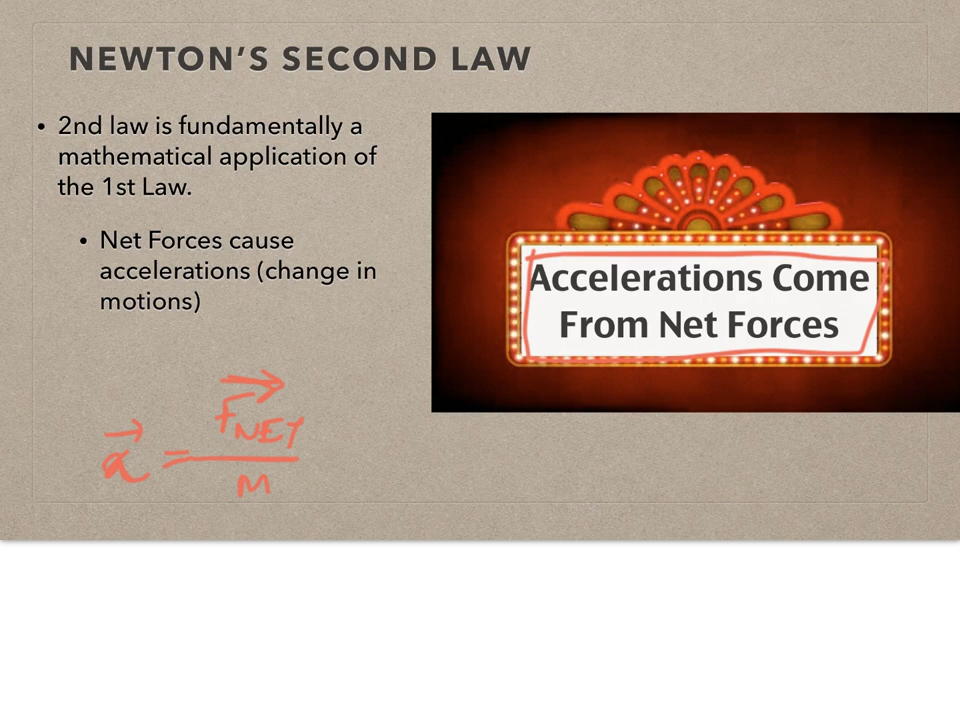 NEWTON'S SECOND LAW
• 2nd law is fundamentally a
mathematical application of
the 1st Law.
• Net Forces cause
accelerations (change in
motions)
Accelerations Come
From Net Forces
a = FNET
m